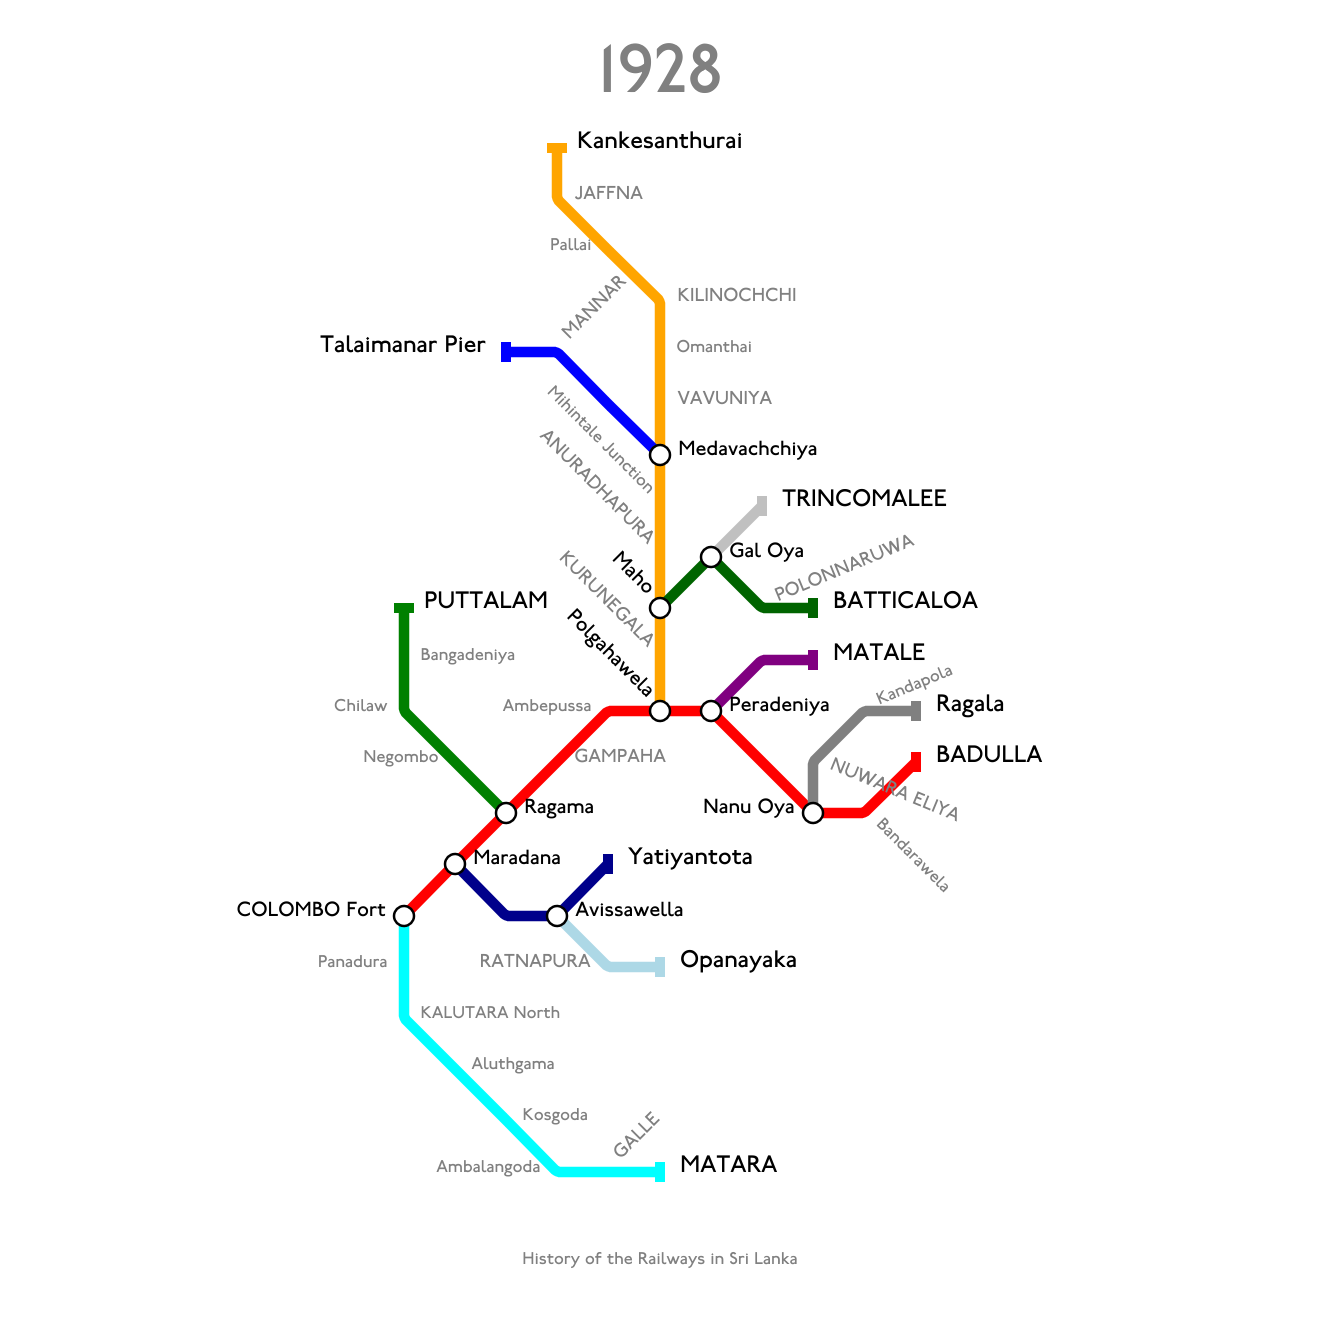 1928
Kankesanthurai
JAFFNA
Pallai
MANNAR
KILINOCHCHI
Talaimanar Pier
Omanthai
Mihintale Junction
VAVUNIYA
ANURADHAPURA
Medavachchiya
TRINCOMALEE
Gal Oya
POLONNARUWA
Maho
KURUNEGALA
PUTTALAM
BATTICALOA
Polgahawela
Bangadeniya
MATALE
Kandapola
Chilaw
Ambepussa
Peradeniya
Ragala
Negombo
GAMPAHA
NUWARA ELIYA
BADULLA
Ragama
Nanu Oya
Bandarawela
Maradana
Yatiyantota
COLOMBO Fort
Avissawella
Panadura
RATNAPURA
Opanayaka
KALUTARA North
Aluthgama
Kosgoda
GALLE
Ambalangoda
MATARA
History of the Railways in Sri Lanka